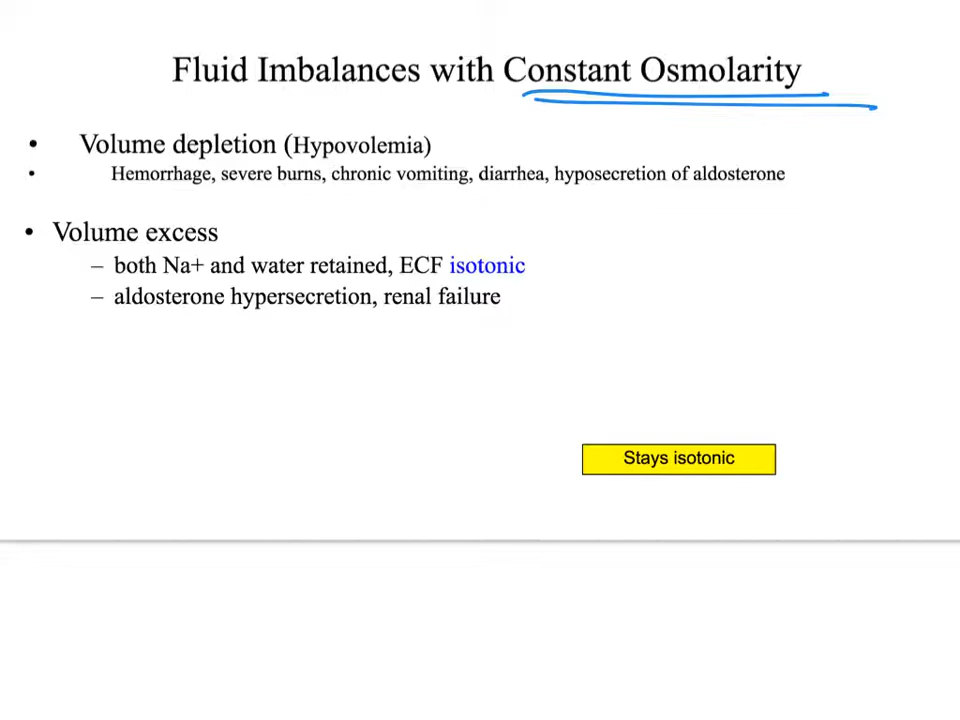 Fluid Imbalances with Constant Osmolarity
• Volume depletion (Hypovolemia)
• Hemorrhage, severe burns, chronic vomiting, diarrhea, hyposecretion of aldosterone
• Volume excess
– both Na+ and water retained, ECF isotonic
– aldosterone hypersecretion, renal failure
Stays isotonic